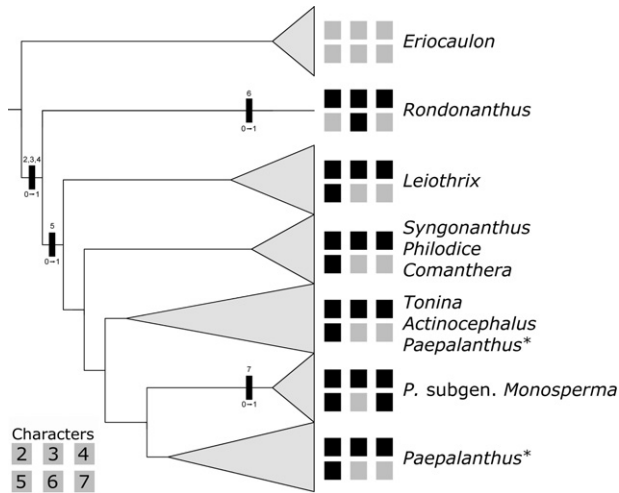 Eriocaulon
6
0→1
Rondonanthus
2,3,4
0→1
Leiothrix
5
0→1
Syngonanthus
Philodice
Comanthera
Tonina
Actinocephalus
Paepalanthus*
7
0→1
P. subgen. Monosperma
Paepalanthus*
Characters
2 3 4
5 6 7